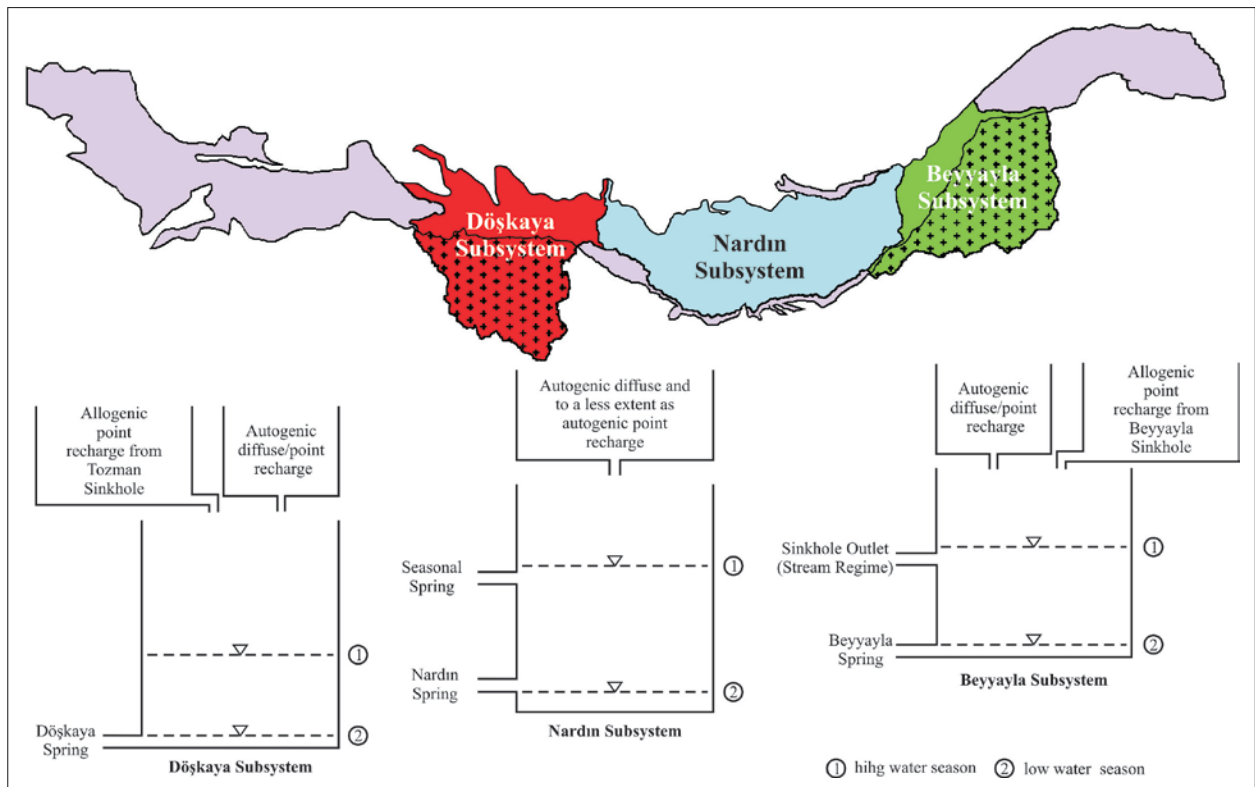 Döşkaya
Subsystem
Nardın
Subsystem
Beyyayla
Subsystem
Allogenic
point
recharge from
Tozman
Sinkhole
Autogenic
diffuse/point
recharge
Döşkaya
Spring
1
2
Döşkaya Subsystem
Autogenic diffuse and
to a less extent as
autogenic point
recharge
Seasonal
Spring
Nardın
Spring
1
2
Nardın Subsystem
Autogenic
diffuse/point
recharge
Allogenic
point
recharge from
Beyyayla
Sinkhole
Sinkhole Outlet
(Stream Regime)
Beyyayla
Spring
1
2
Beyyayla Subsystem
1 hihg water season 2 low water season